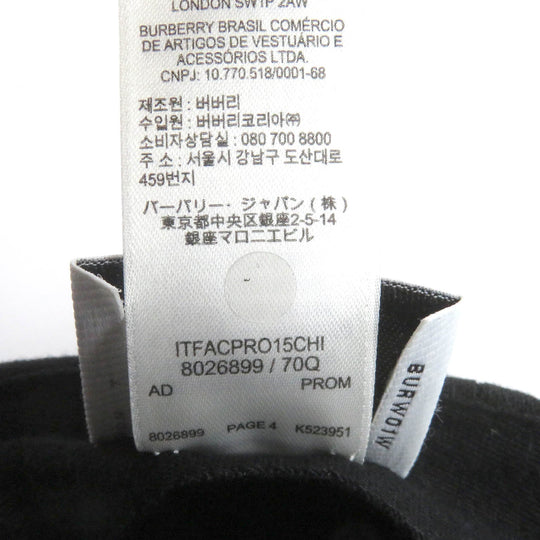 LONDON SW1P 2AW
BURBERRY BRASIL COMÉRCIO
DE ARTIGOS DE VESTUÁRIO E
ACESSÓRIOS LTDA.
CNPJ: 10.770.518/0001-68
제조원 : 버버리
수입원 : 버버리코리아㈜
소비자상담실 : 080 700 8800
주 소 : 서울시 강남구 도산대로
459번지
バーバリー・ジャパン ( 株 )
東京都中央区銀座2-5-14
銀座マロニエビル
ITFACPRO15CHI
8026899 / 70Q
AD PROM
8026899 PAGE 4 K523951
BURW01W